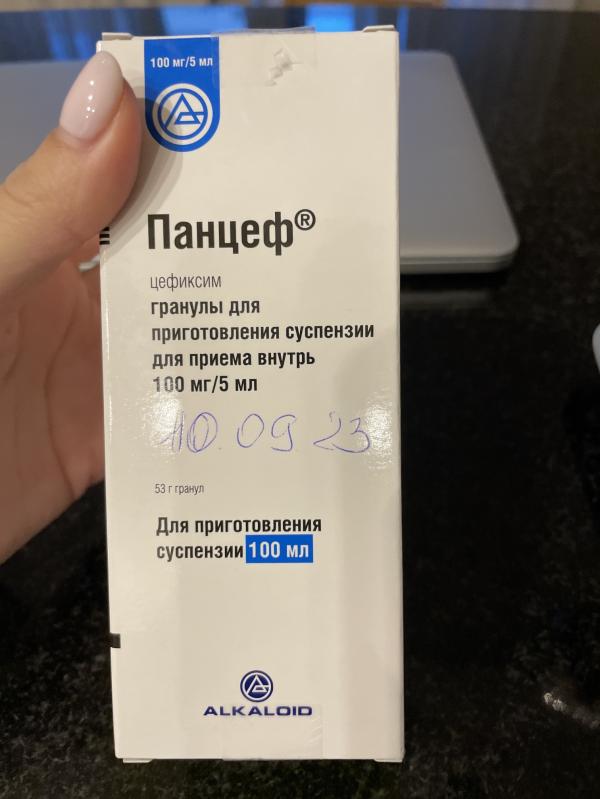 100 мг/5 мл
Панцеф®
цефиксим
гранулы для
приготовления суспензии
для приема внутрь
100 мг/5 мл
10.09 23
53 г гранул
Для приготовления
суспензии 100 мл
ALKALOID